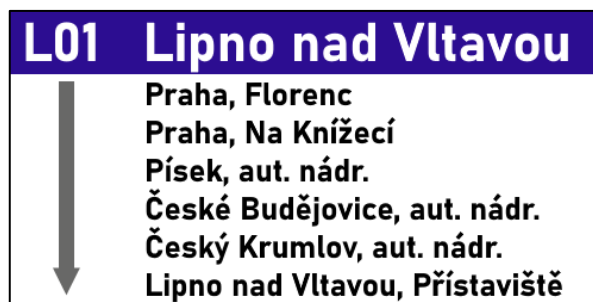 L01 Lipno nad Vltavou
Praha, Florenc
Praha, Na Knížecí
Písek, aut. nádr.
České Budějovice, aut. nádr.
Český Krumlov, aut. nádr.
Lipno nad Vltavou, Přístaviště